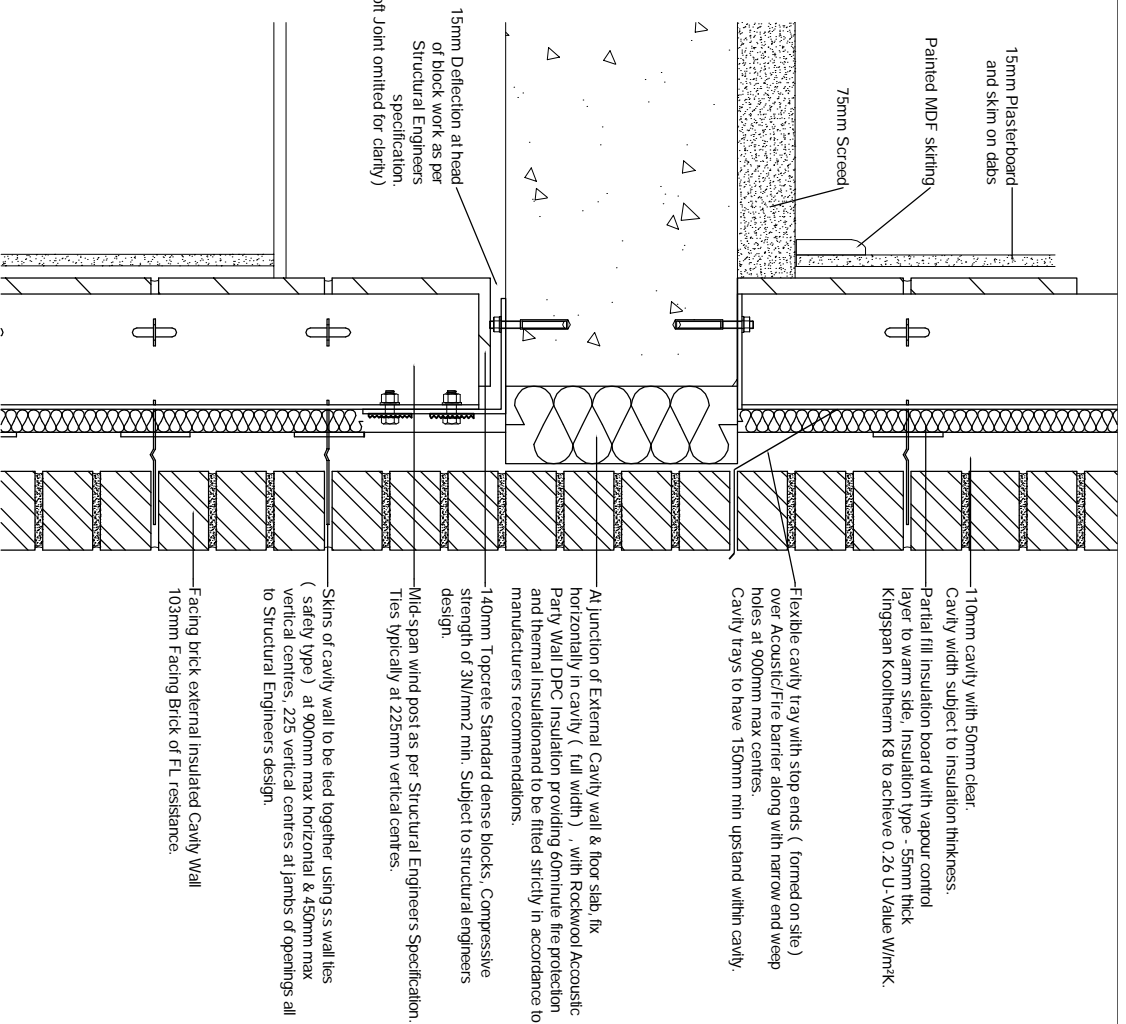 15mm Plasterboard
and skim on dabs
Painted MDF skirting
75mm Screed
15mm Deflection at head
of block work as per
Structural Engineers
specification.
oft Joint omitted for clarity )
110mm cavity with 50mm clear.
Cavity width subject to insulation thinkness.
Partial fill insulation board with vapour control
layer to warm side, Insulation type - 55mm thick
Kingspan Kooltherm K8 to achieve 0.26 U-Value W/m²K.
Flexible cavity tray with stop ends ( formed on site )
over Acoustic/Fire barrier along with narrow end weep
holes at 900mm max centres.
Cavity trays to have 150mm min upstand within cavity.
At junction of External Cavity wall & floor slab, fix
horizontally in cavity ( full width ) , with Rockwool Accoustic
Party Wall DPC Insulation providing 60minute fire protection
and thermal insulationand to be fitted strictly in accordance to
manufacturers recommendations.
140mm Topcrete Standard dense blocks, Compressive
strength of 3N/mm2 min. Subject to structural engineers
design.
Mid-span wind post as per Structural Engineers Specification.
Ties typically at 225mm vertical centres.
Skins of cavity wall to be tied together using s.s wall ties
( safety type ) at 900mm max horizontal & 450mm max
vertical centres, 225 vertical centres at jambs of openings all
to Structural Engineers design.
Facing brick external insulated Cavity Wall
103mm Facing Brick of FL resistance.